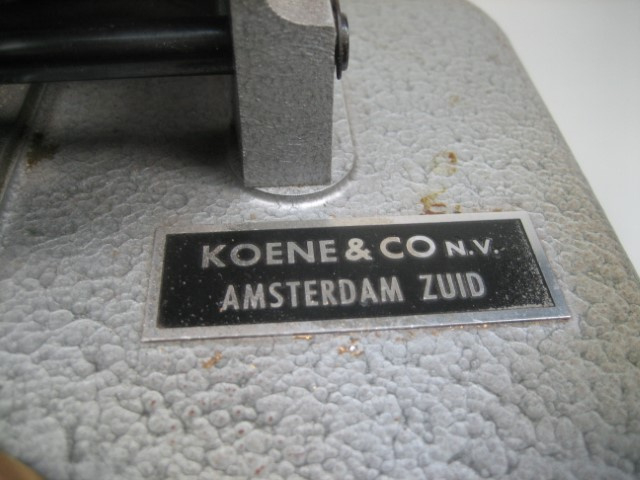 KOENE & CO N.V.
AMSTERDAM ZUID